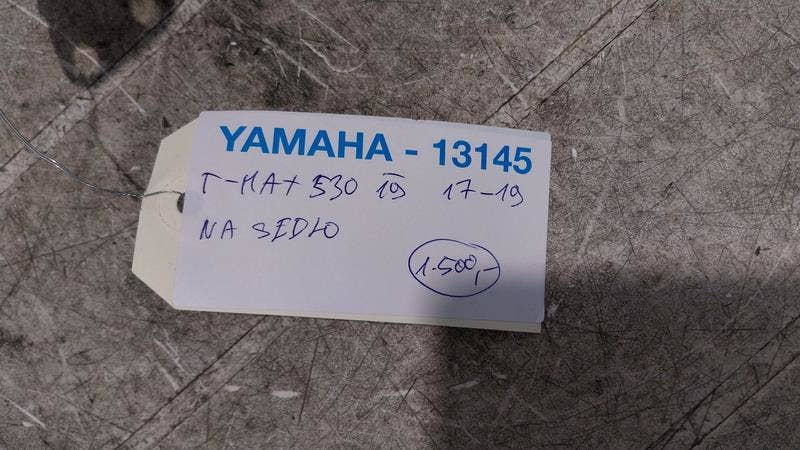 YAMAHA - 13145
T-MAX 530 19 17-19
NA SEDLO
1.500,-